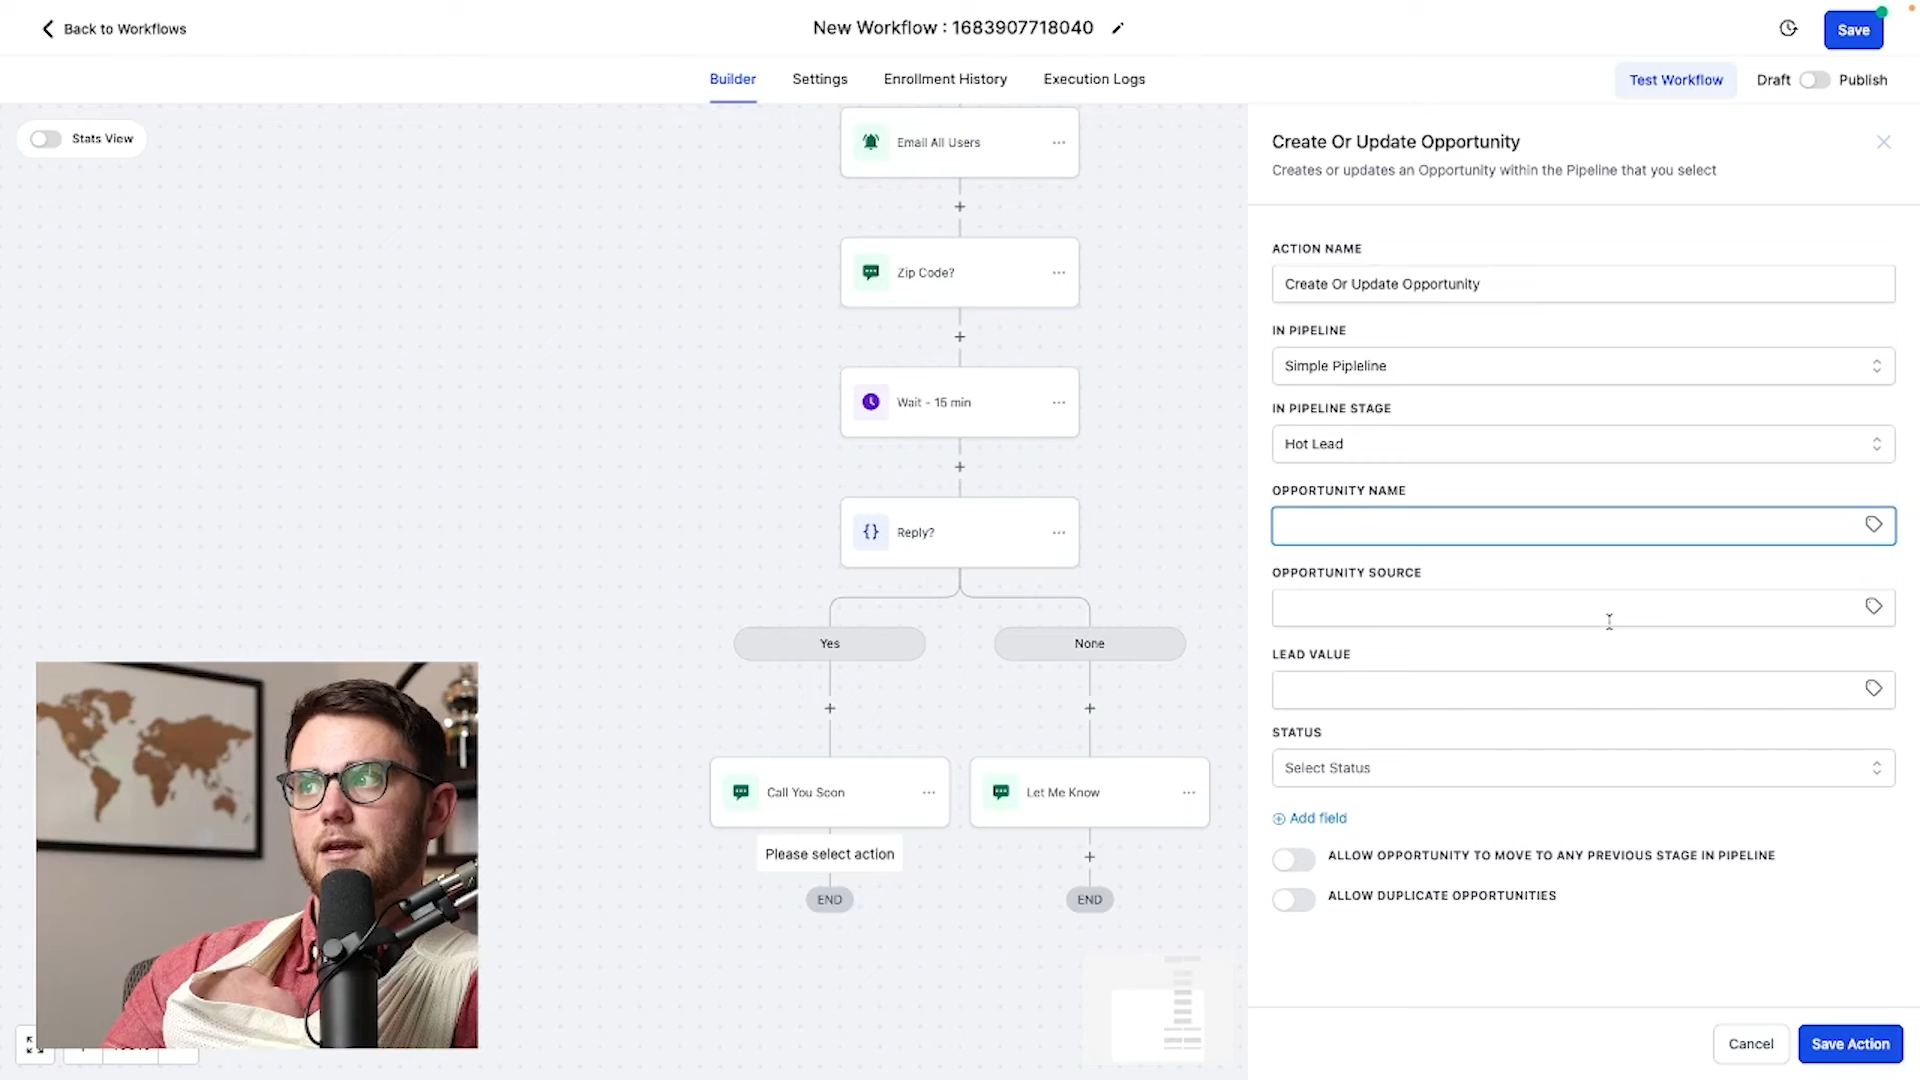 Back to Workflows
New Workflow : 1683907718040
Save
Builder
Settings
Enrollment History
Execution Logs
Test Workflow
Draft
Publish
Stats View
Email All Users
Zip Code?
Wait - 15 min
Reply?
Yes
None
Call You Soon
Let Me Know
Please select action
END
END
Create Or Update Opportunity
Creates or updates an Opportunity within the Pipeline that you select
ACTION NAME
Create Or Update Opportunity
IN PIPELINE
Simple Pipleline
IN PIPELINE STAGE
Hot Lead
OPPORTUNITY NAME
OPPORTUNITY SOURCE
LEAD VALUE
STATUS
Select Status
Add field
ALLOW OPPORTUNITY TO MOVE TO ANY PREVIOUS STAGE IN PIPELINE
ALLOW DUPLICATE OPPORTUNITIES
Cancel
Save Action